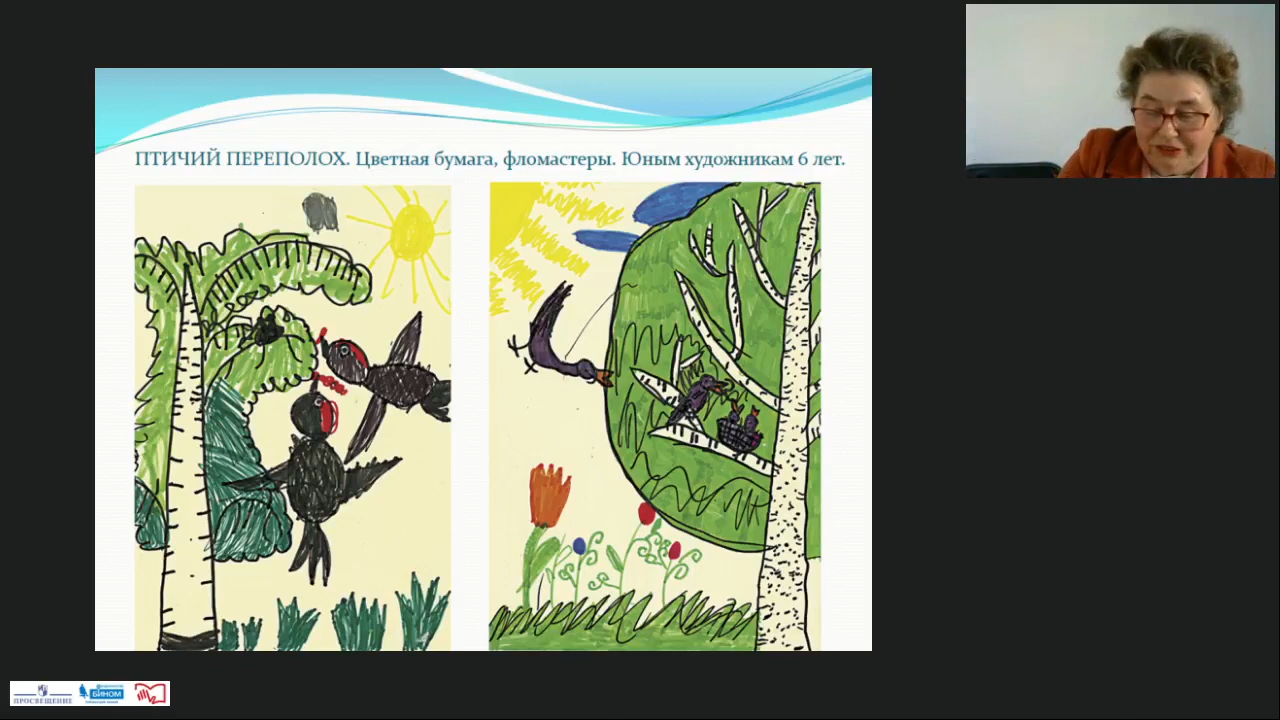 ПТИЧИЙ ПЕРЕПОЛОХ. Цветная бумага, фломастеры. Юным художникам 6 лет.
ПРОСВЕЩЕНИЕ
БИНОМ